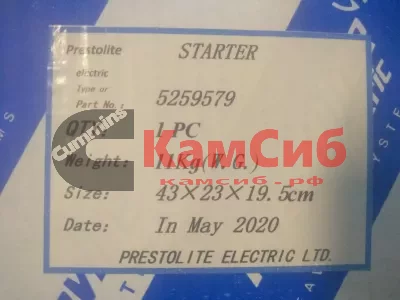 Prestolite STARTER
electric
Type or
Part No.: 5259579
QTY: 1 PC
Weight: 11Kg(W.G.)
Size: 43×23×19.5cm
Date: In May 2020
PRESTOLITE ELECTRIC LTD.
Cummins
КамСиб
камсиб.рф